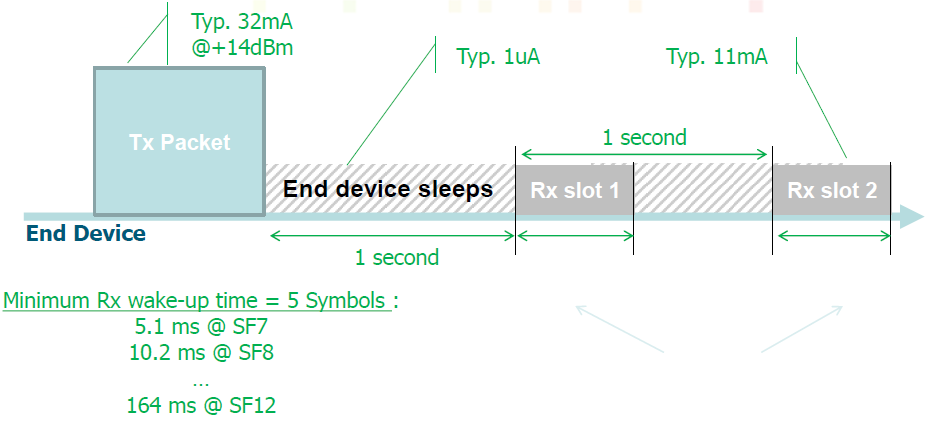 Typ. 32mA
@+14dBm
Typ. 1uA
Typ. 11mA
Tx Packet
1 second
End device sleeps
Rx slot 1
Rx slot 2
End Device
1 second
Minimum Rx wake-up time = 5 Symbols :
5.1 ms @ SF7
10.2 ms @ SF8
...
164 ms @ SF12